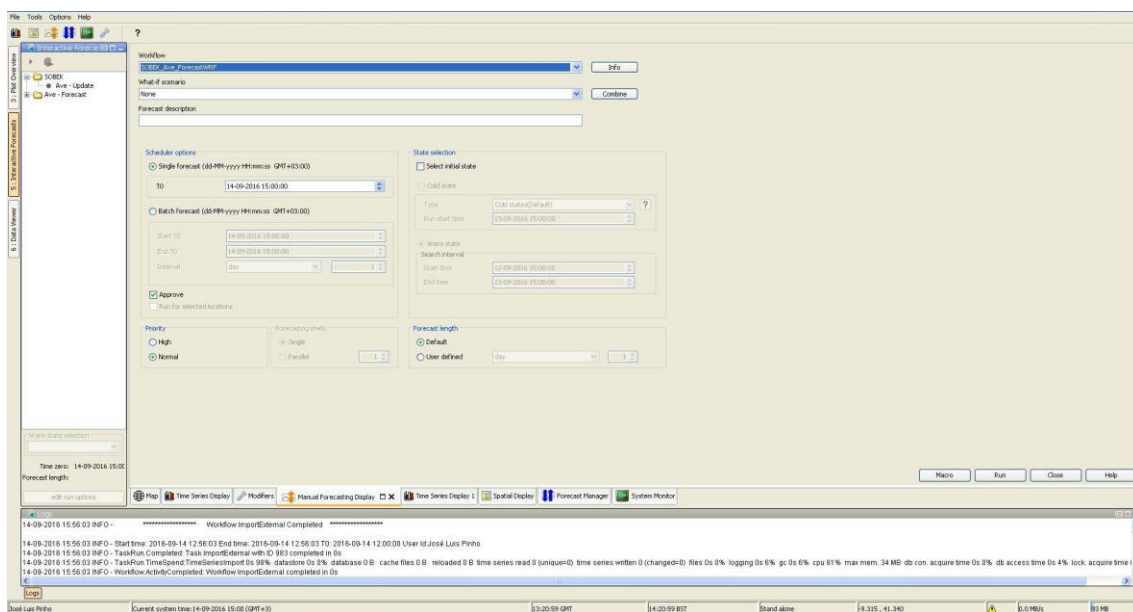 File Tools Options Help
?
Interactive Forecas
3 : Plot Overview
5 : Interactive Forecasts
6 : Data Viewer
SOBEK
Ave - Update
Ave - Forecast
Workflow
SOBEK_Ave_ForecastWRF
Info
What-if scenario
None
Combine
Forecast description
Scheduler options
Single forecast (dd-MM-yyyy HH:mm:ss GMT+03:00)
T0 14-09-2016 15:00:00
Batch forecast (dd-MM-yyyy HH:mm:ss GMT+03:00)
Start T0 14-09-2016 15:00:00
End T0 14-09-2016 15:00:00
Interval day 1
Approve
Run for selected locations
State selection
Select initial state
Cold state
Type Cold states(Default) ?
Run start time 13-09-2016 15:00:00
Warm state
Search interval
Start time 12-09-2016 15:00:00
End time 13-09-2016 15:00:00
Priority
High
Normal
Forecasting shells
Single
Parallel 1
Forecast length
Default
User defined day 1
Warm state selection
Time zero: 14-09-2016 15:0
Forecast length:
edit run options
Macro Run Close Help
Map Time Series Display Modifiers Manual Forecasting Display Time Series Display 1 Spatial Display Forecast Manager System Monitor
Logs
14-09-2016 15:56:03 INFO - ****************** Workflow ImportExternal Completed ******************
14-09-2016 15:56:03 INFO - Start time: 2016-09-14 12:56:03 End time: 2016-09-14 12:56:03 T0: 2016-09-14 12:00:00 User Id:José Luis Pinho
14-09-2016 15:56:03 INFO - TaskRun.Completed: Task ImportExternal with ID 983 completed in 0s
14-09-2016 15:56:03 INFO - TaskRun.TimeSpend:TimeSeriesImport 0s 98% datastore 0s 0% database 0 B cache files 0 B reloaded 0 B time series read 0 (unique=0) time series written 0 (changed=0) files 0s 0% logging 0s 6% gc 0s 6% cpu 81% max mem. 34 MB db con. acquire time 0s 0% db access time 0s 4% lock. acquire time
14-09-2016 15:56:03 INFO - Workflow.ActivityCompleted: Workflow ImportExternal completed in 0s
Logs
José Luis Pinho Current system time:14-09-2016 15:00 (GMT+3) 13:20:59 GMT 14:20:59 BST Stand alone -9.315 , 41.340 0.0 MB/s 93 MB